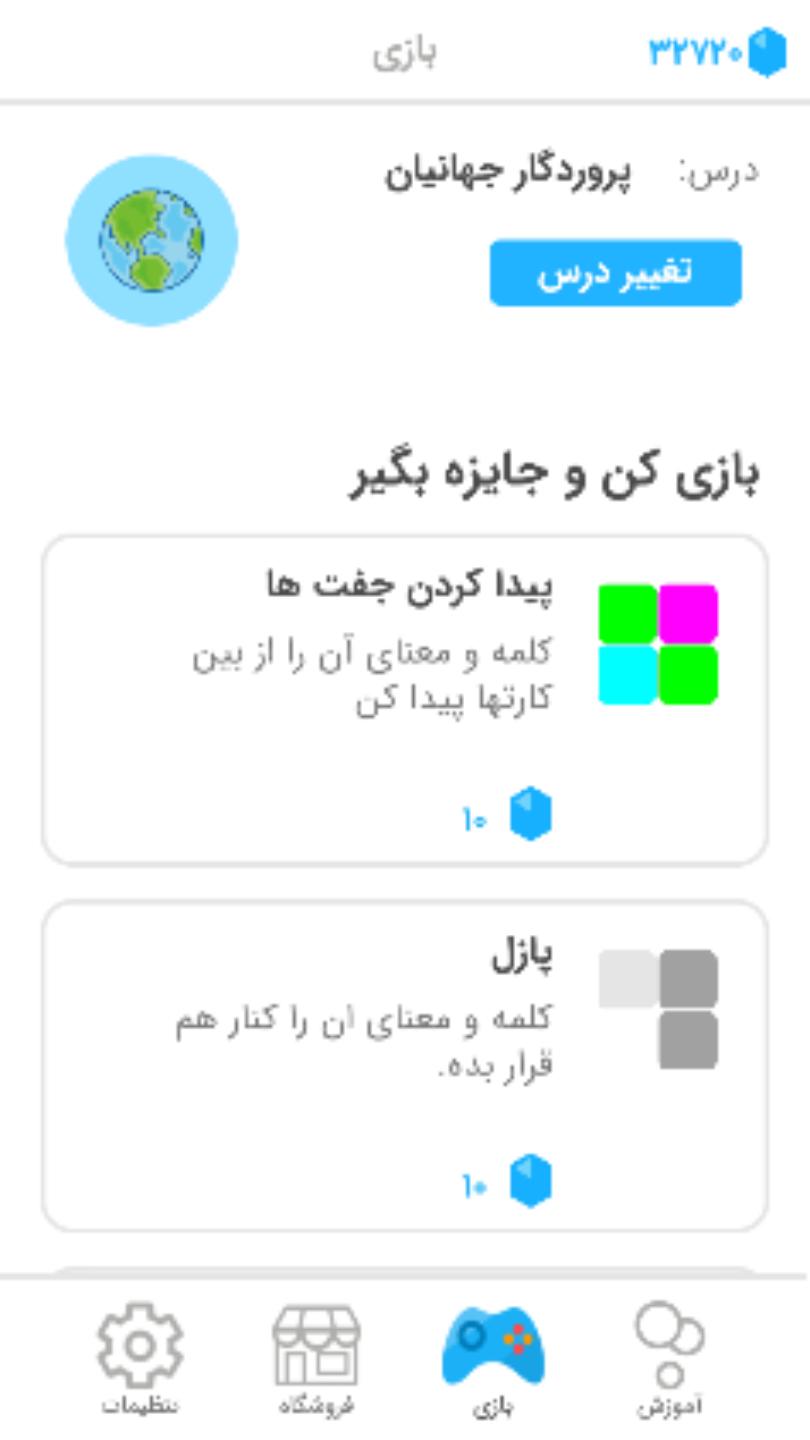 ۳۲۷۲۰
بازی
درس: پروردگار جهانیان
تغییر درس
بازی کن و جایزه بگیر
پیدا کردن جفت ها
کلمه و معنای آن را از بین
کارتها پیدا کن
۱۰
پازل
کلمه و معنای ان را کنار هم
قرار بده.
۱۰
آموزش
بازی
فروشگاه
تنظیمات